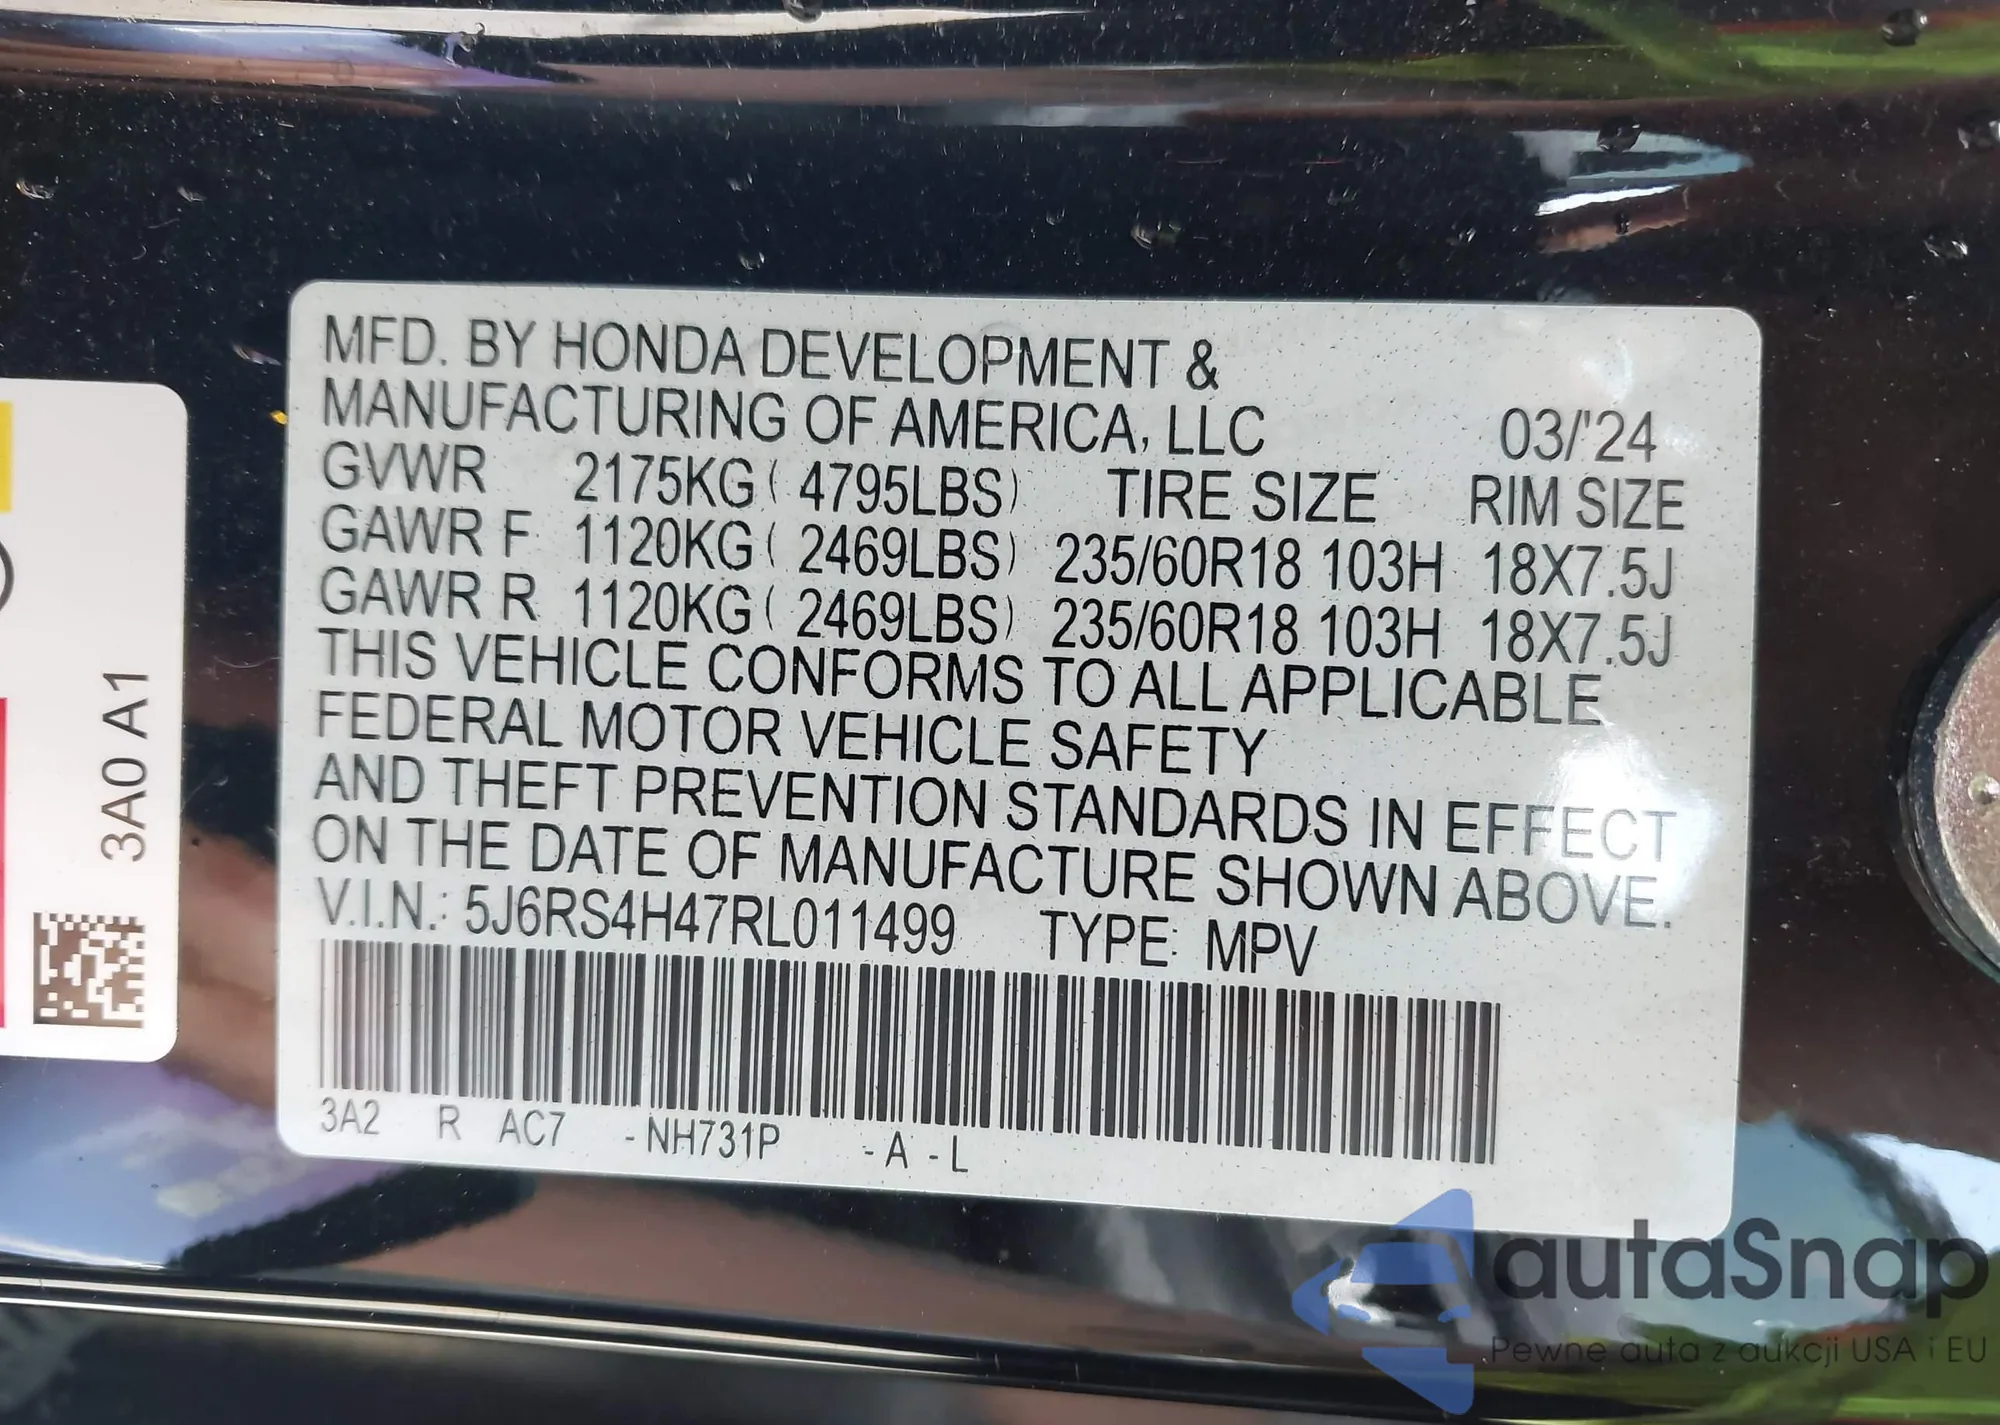 MFD. BY HONDA DEVELOPMENT &
MANUFACTURING OF AMERICA, LLC 03/'24
GVWR 2175KG ( 4795LBS) TIRE SIZE RIM SIZE
GAWR F 1120KG ( 2469LBS) 235/60R18 103H 18X7.5J
GAWR R 1120KG ( 2469LBS) 235/60R18 103H 18X7.5J
THIS VEHICLE CONFORMS TO ALL APPLICABLE
FEDERAL MOTOR VEHICLE SAFETY
AND THEFT PREVENTION STANDARDS IN EFFECT
ON THE DATE OF MANUFACTURE SHOWN ABOVE.
V.I.N.: 5J6RS4H47RL011499 TYPE: MPV
3A2 R AC7 -NH731P -A -L
3A0 A1
autaSnap
Pewne auta z aukcji USA i EU